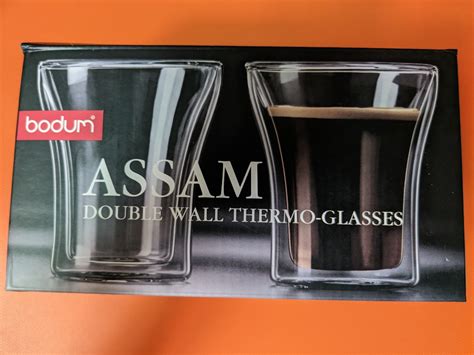 bodum
ASSAM
DOUBLE WALL THERMO-GLASSES